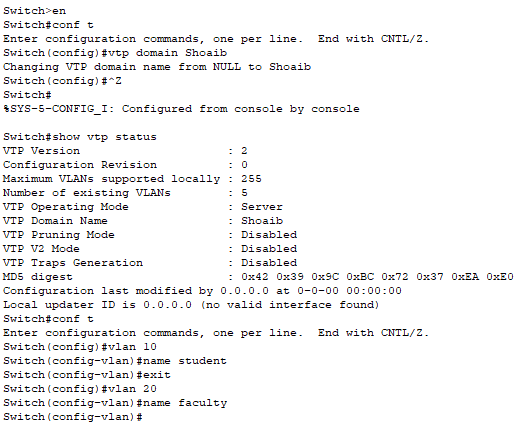 Switch>en
Switch#conf t
Enter configuration commands, one per line.  End with CNTL/Z.
Switch(config)#vtp domain Shoaib
Changing VTP domain name from NULL to Shoaib
Switch(config)#^Z
Switch#
%SYS-5-CONFIG_I: Configured from console by console

Switch#show vtp status
VTP Version                     : 2
Configuration Revision          : 0
Maximum VLANs supported locally : 255
Number of existing VLANs        : 5
VTP Operating Mode              : Server
VTP Domain Name                 : Shoaib
VTP Pruning Mode                : Disabled
VTP V2 Mode                     : Disabled
VTP Traps Generation            : Disabled
MD5 digest                      : 0x42 0x39 0x9C 0xBC 0x72 0x37 0xEA 0xE0
Configuration last modified by 0.0.0.0 at 0-0-00 00:00:00
Local updater ID is 0.0.0.0 (no valid interface found)
Switch#conf t
Enter configuration commands, one per line.  End with CNTL/Z.
Switch(config)#vlan 10
Switch(config-vlan)#name student
Switch(config-vlan)#exit
Switch(config)#vlan 20
Switch(config-vlan)#name faculty
Switch(config-vlan)#